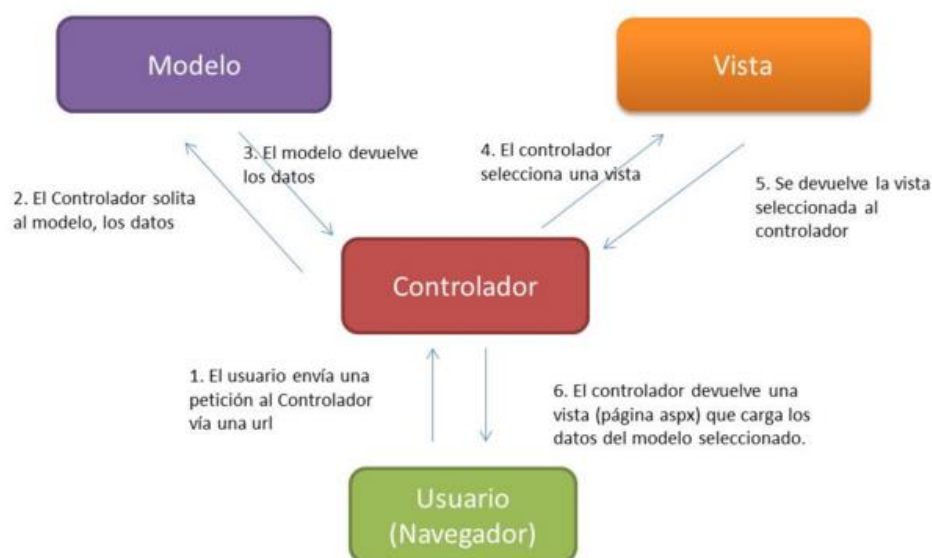 Modelo
Vista
3. El modelo devuelve
los datos
4. El controlador
selecciona una vista
2. El Controlador solita
al modelo, los datos
5. Se devuelve la vista
seleccionada al
controlador
Controlador
1. El usuario envía una
petición al Controlador
vía una url
6. El controlador devuelve una
vista (página aspx) que carga los
datos del modelo seleccionado.
Usuario
(Navegador)